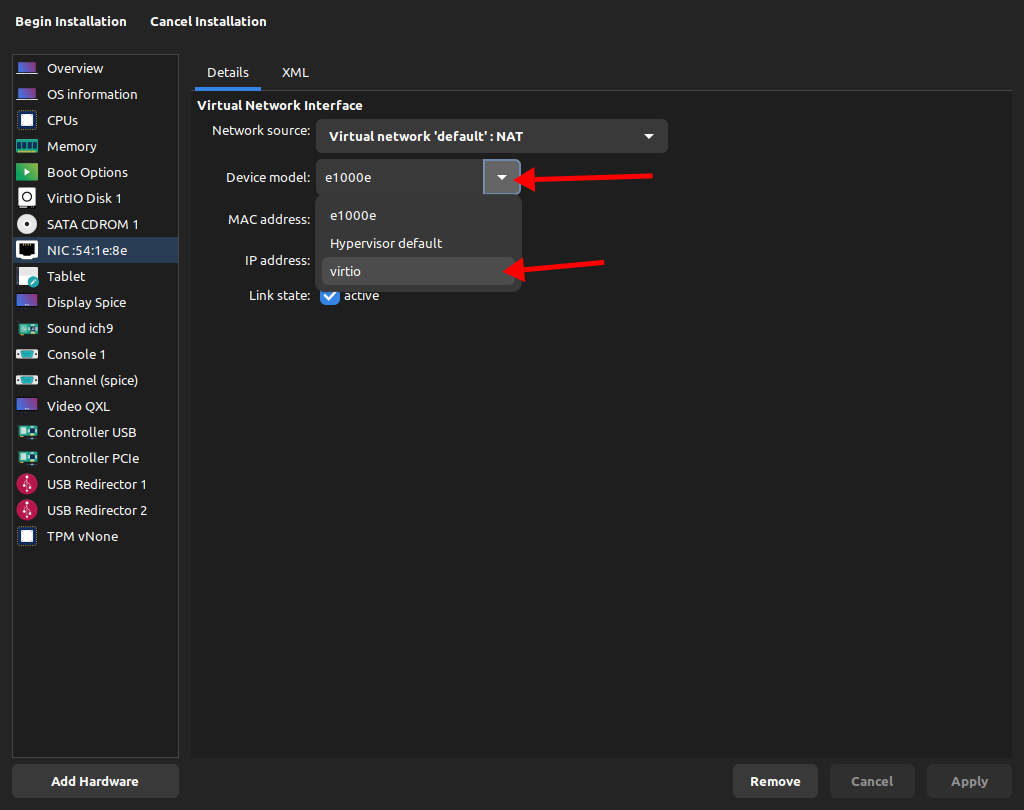 Begin Installation Cancel Installation
Overview
OS information
CPUs
Memory
Boot Options
VirtIO Disk 1
SATA CDROM 1
NIC :54:1e:8e
Tablet
Display Spice
Sound ich9
Console 1
Channel (spice)
Video QXL
Controller USB
Controller PCIe
USB Redirector 1
USB Redirector 2
TPM vNone
Add Hardware
Details XML
Virtual Network Interface
Network source: Virtual network 'default' : NAT
Device model: e1000e
e1000e
MAC address:
Hypervisor default
IP address:
virtio
Link state: active
Remove Cancel Apply